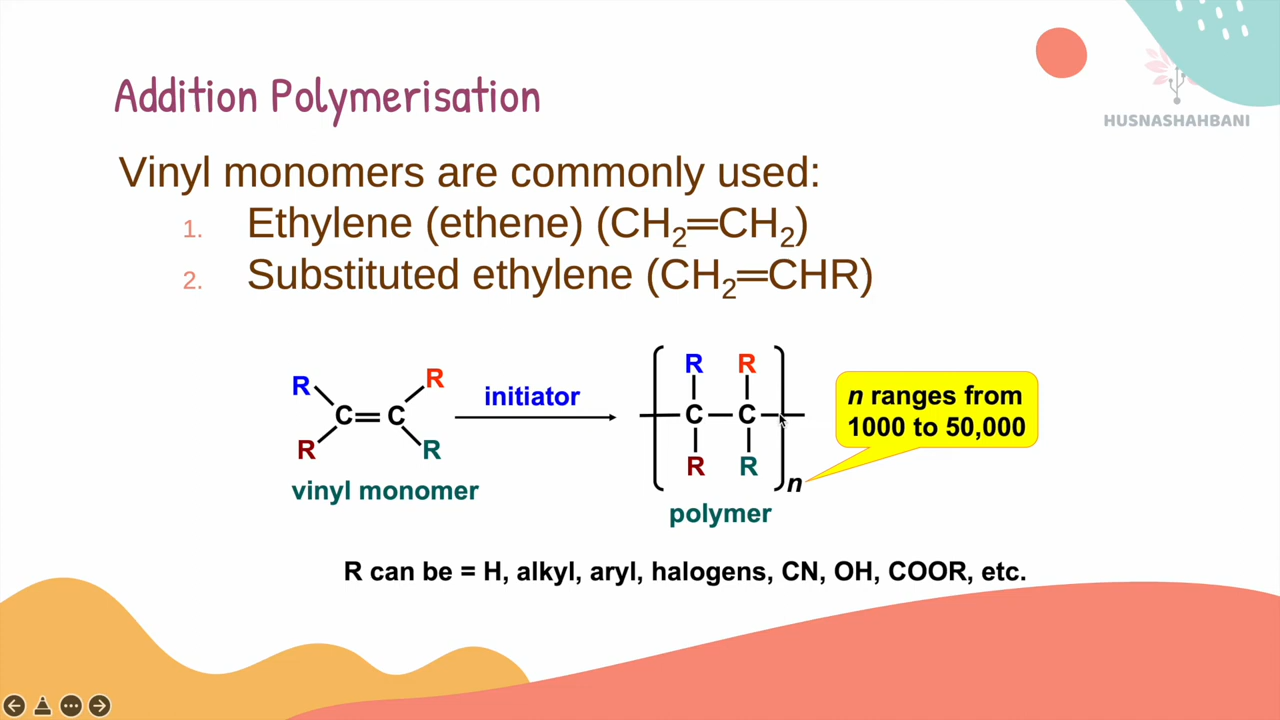 Addition Polymerisation
HUSNASHAHBANI
Vinyl monomers are commonly used:
1. Ethylene (ethene) (CH₂=CH₂)
2. Substituted ethylene (CH₂=CHR)
R R
C=C
R R
vinyl monomer
initiator
R R
C C
R R
n
polymer
n ranges from
1000 to 50,000
R can be = H, alkyl, aryl, halogens, CN, OH, COOR, etc.